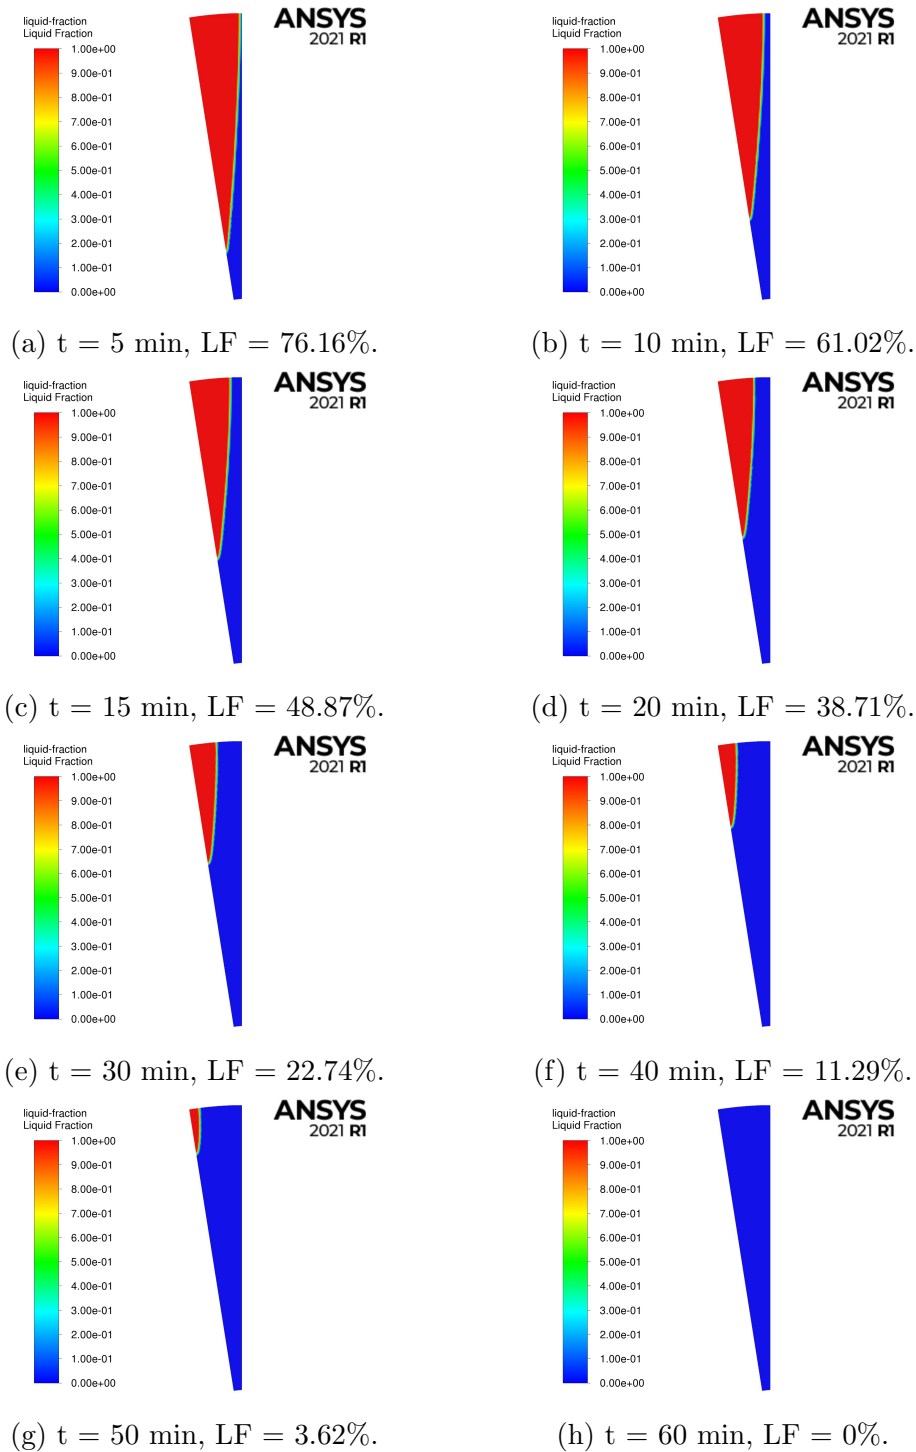 liquid-fraction
Liquid Fraction
1.00e+00
9.00e-01
8.00e-01
7.00e-01
6.00e-01
5.00e-01
4.00e-01
3.00e-01
2.00e-01
1.00e-01
0.00e+00
ANSYS
2021 R1
(a) t = 5 min, LF = 76.16%.
liquid-fraction
Liquid Fraction
1.00e+00
9.00e-01
8.00e-01
7.00e-01
6.00e-01
5.00e-01
4.00e-01
3.00e-01
2.00e-01
1.00e-01
0.00e+00
ANSYS
2021 R1
(b) t = 10 min, LF = 61.02%.
liquid-fraction
Liquid Fraction
1.00e+00
9.00e-01
8.00e-01
7.00e-01
6.00e-01
5.00e-01
4.00e-01
3.00e-01
2.00e-01
1.00e-01
0.00e+00
ANSYS
2021 R1
(c) t = 15 min, LF = 48.87%.
liquid-fraction
Liquid Fraction
1.00e+00
9.00e-01
8.00e-01
7.00e-01
6.00e-01
5.00e-01
4.00e-01
3.00e-01
2.00e-01
1.00e-01
0.00e+00
ANSYS
2021 R1
(d) t = 20 min, LF = 38.71%.
liquid-fraction
Liquid Fraction
1.00e+00
9.00e-01
8.00e-01
7.00e-01
6.00e-01
5.00e-01
4.00e-01
3.00e-01
2.00e-01
1.00e-01
0.00e+00
ANSYS
2021 R1
(e) t = 30 min, LF = 22.74%.
liquid-fraction
Liquid Fraction
1.00e+00
9.00e-01
8.00e-01
7.00e-01
6.00e-01
5.00e-01
4.00e-01
3.00e-01
2.00e-01
1.00e-01
0.00e+00
ANSYS
2021 R1
(f) t = 40 min, LF = 11.29%.
liquid-fraction
Liquid Fraction
1.00e+00
9.00e-01
8.00e-01
7.00e-01
6.00e-01
5.00e-01
4.00e-01
3.00e-01
2.00e-01
1.00e-01
0.00e+00
ANSYS
2021 R1
(g) t = 50 min, LF = 3.62%.
liquid-fraction
Liquid Fraction
1.00e+00
9.00e-01
8.00e-01
7.00e-01
6.00e-01
5.00e-01
4.00e-01
3.00e-01
2.00e-01
1.00e-01
0.00e+00
ANSYS
2021 R1
(h) t = 60 min, LF = 0%.